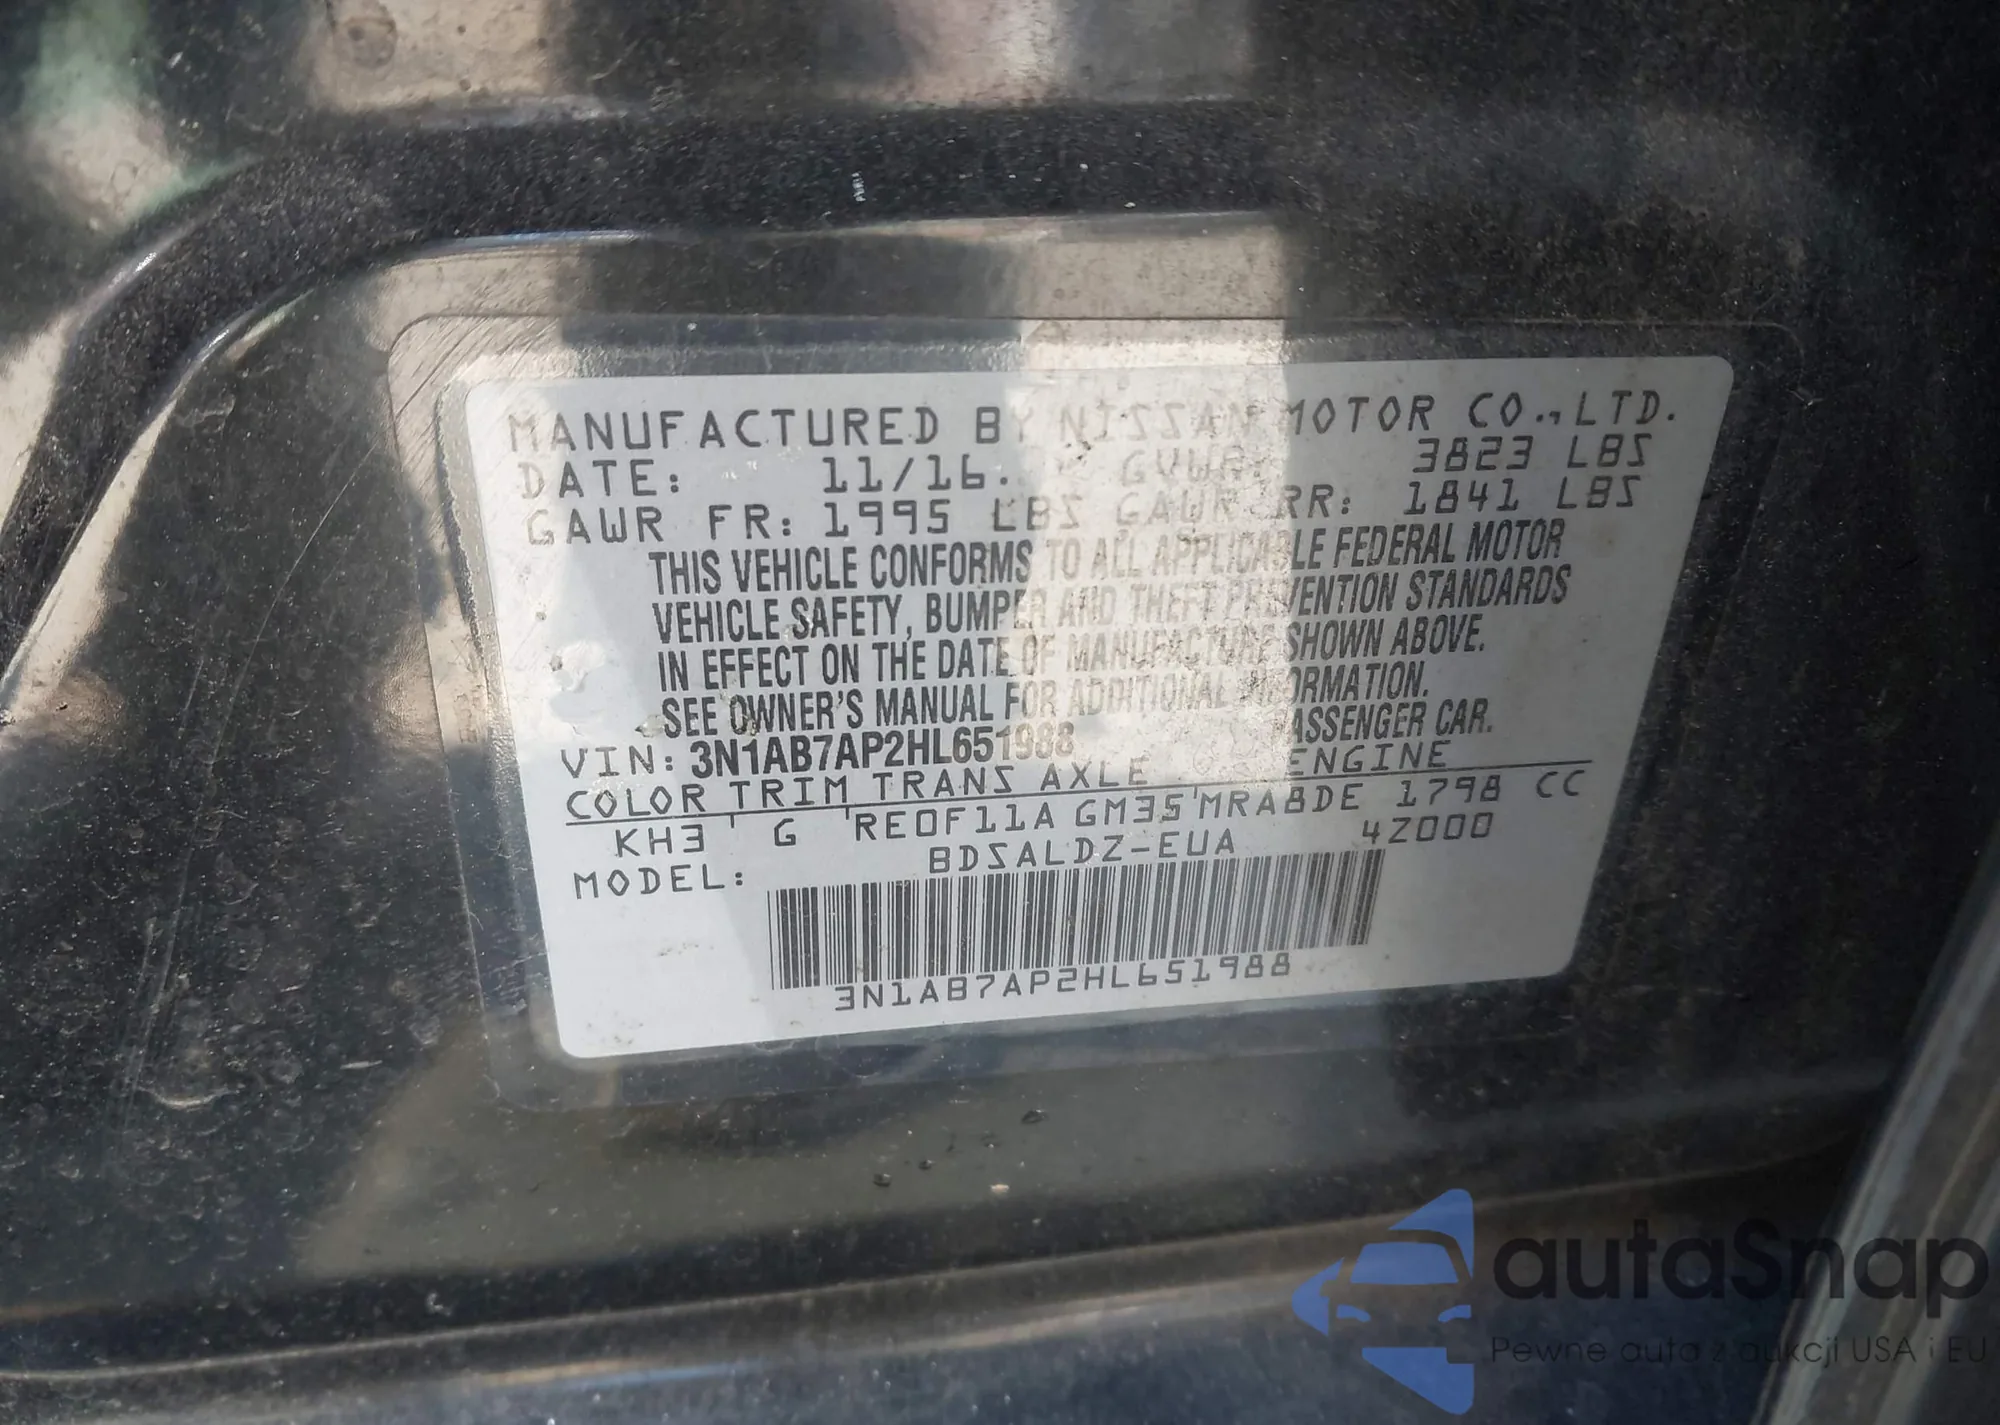 MANUFACTURED BY NISSAN MOTOR CO., LTD.
DATE: 11/16. GVWR: 3823 LBS
GAWR FR: 1995 LBS GAWR RR: 1841 LBS
THIS VEHICLE CONFORMS TO ALL APPLICABLE FEDERAL MOTOR
VEHICLE SAFETY, BUMPER AND THEFT PREVENTION STANDARDS
IN EFFECT ON THE DATE OF MANUFACTURE SHOWN ABOVE.
SEE OWNER'S MANUAL FOR ADDITIONAL INFORMATION.
VIN: 3N1AB7AP2HL651988 PASSENGER CAR.
COLOR TRIM TRANS AXLE ENGINE
KH3 G RE0F11A GM35 MRA8DE 1798 CC
MODEL: BDSALDZ-EUA 4Z000
3N1AB7AP2HL651988
autaSnap
Pewne auta z aukcji USA i EU